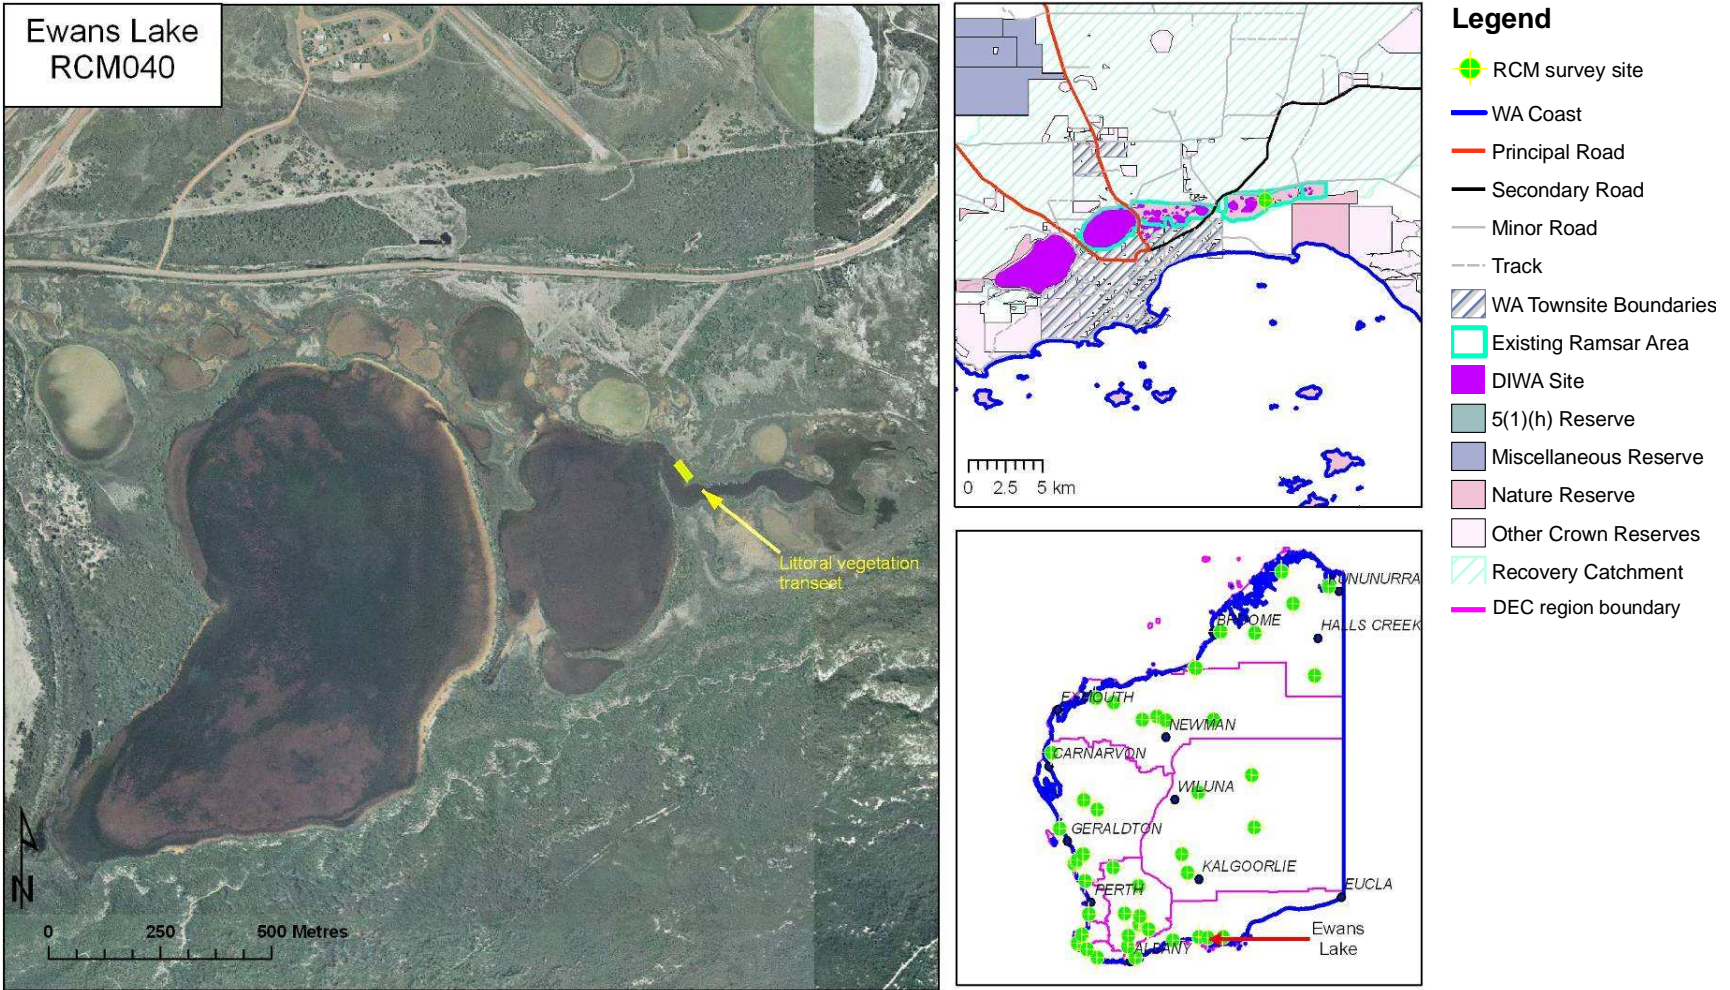 Ewans Lake
RCM040
Littoral vegetation
transect
N
0 250 500 Metres
0 2.5 5 km
KUNUNURRA
BROOME
HALLS CREEK
EXMOUTH
NEWMAN
CARNARVON
WILUNA
GERALDTON
KALGOORLIE
PERTH
EUCLA
ALBANY
Ewans
Lake
Legend
RCM survey site
WA Coast
Principal Road
Secondary Road
Minor Road
Track
WA Townsite Boundaries
Existing Ramsar Area
DIWA Site
5(1)(h) Reserve
Miscellaneous Reserve
Nature Reserve
Other Crown Reserves
Recovery Catchment
DEC region boundary